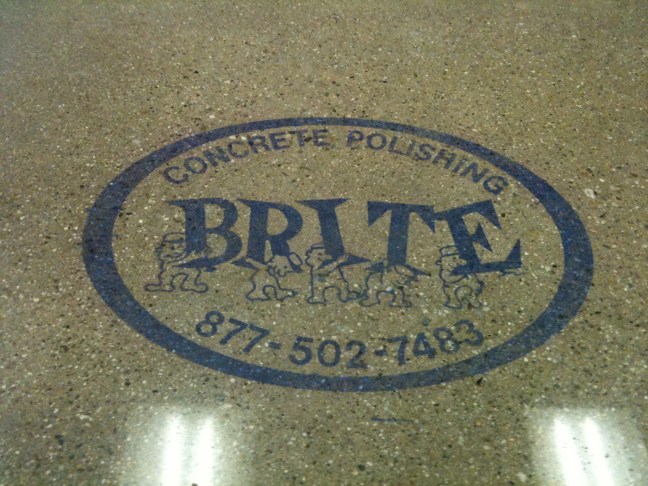 CONCRETE POLISHING
BRITE
877-502-7483